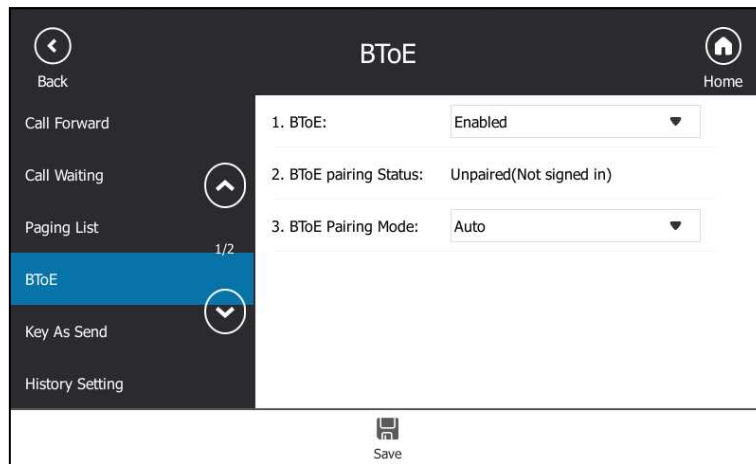 BToE
Back
Home
Call Forward
Call Waiting
Paging List
1/2
BToE
Key As Send
History Setting
1. BToE: Enabled
2. BToE pairing Status: Unpaired(Not signed in)
3. BToE Pairing Mode: Auto
Save